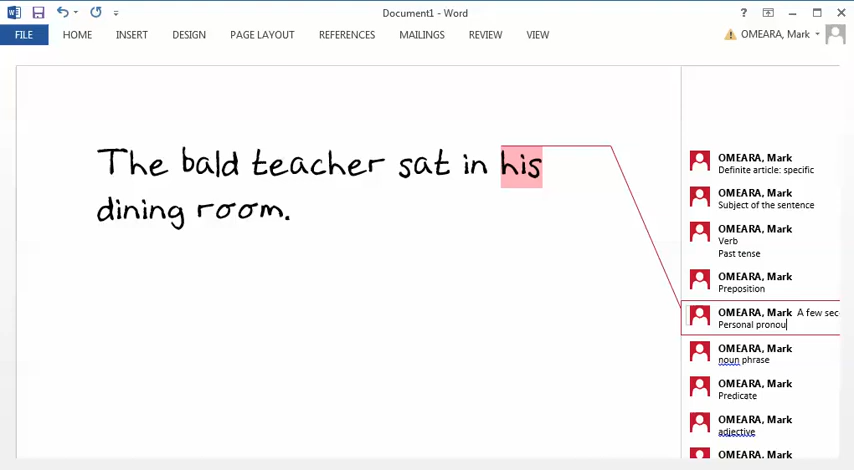 Document1 - Word
FILE HOME INSERT DESIGN PAGE LAYOUT REFERENCES MAILINGS REVIEW VIEW OMEARA, Mark
The bald teacher sat in his
dining room.
OMEARA, Mark
Definite article: specific
OMEARA, Mark
Subject of the sentence
OMEARA, Mark
Verb
Past tense
OMEARA, Mark
Preposition
OMEARA, Mark A few sec
Personal pronou
OMEARA, Mark
noun phrase
OMEARA, Mark
Predicate
OMEARA, Mark
adjective
OMEARA, Mark